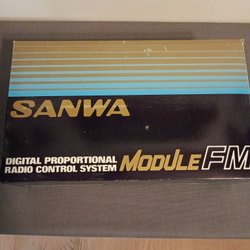 SANWA
DIGITAL PROPORTIONAL
RADIO CONTROL SYSTEM
MODULE FM